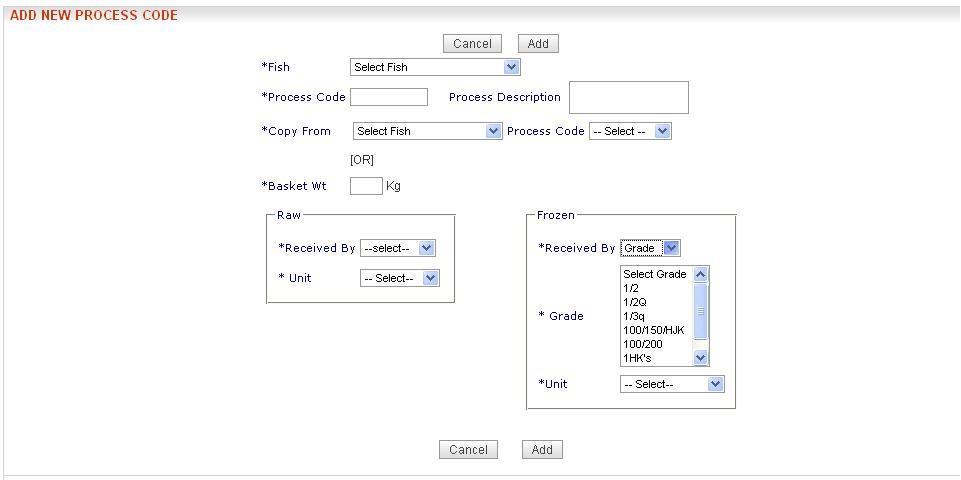 ADD NEW PROCESS CODE
Cancel Add
*Fish Select Fish
*Process Code Process Description
*Copy From Select Fish Process Code -- Select --
[OR]
*Basket Wt Kg
Raw
*Received By --select--
* Unit -- Select--
Frozen
*Received By Grade
* Grade
Select Grade
1/2
1/2Q
1/3q
100/150/HJK
100/200
1HK's
*Unit -- Select--
Cancel Add